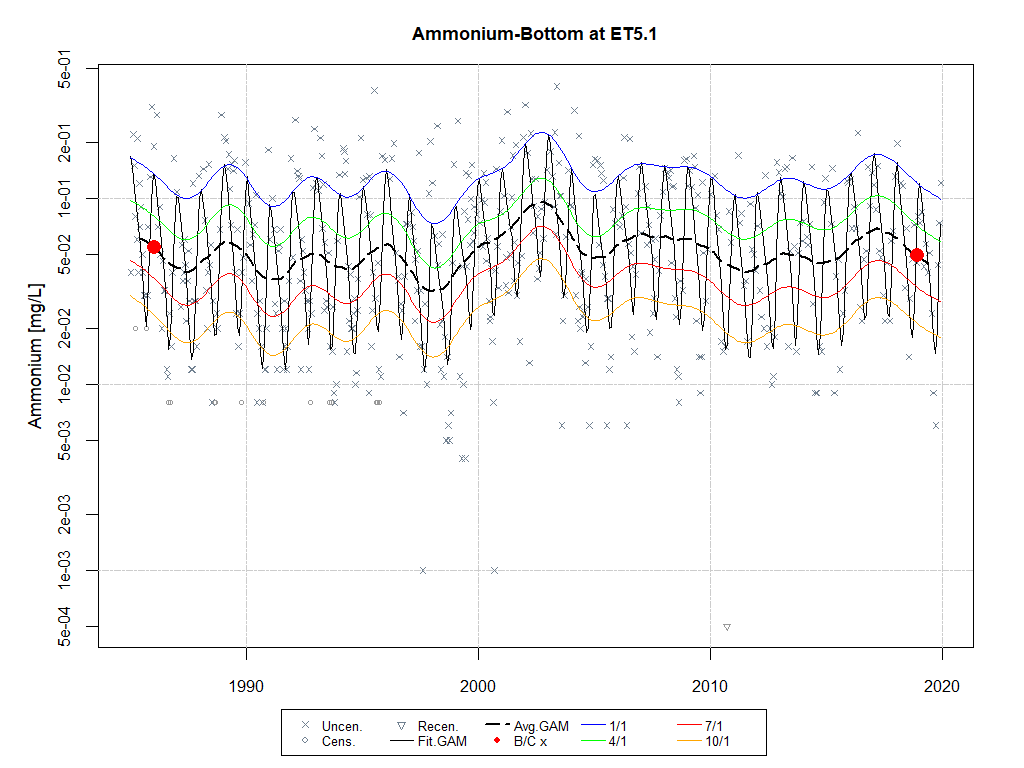 Ammonium-Bottom at ET5.1
Ammonium [mg/L]
5e-01
2e-01
1e-01
5e-02
2e-02
1e-02
5e-03
2e-03
1e-03
5e-04
1990 2000 2010 2020
Uncen. Recen. Avg.GAM 1/1 7/1
Cens. Fit.GAM B/C x 4/1 10/1